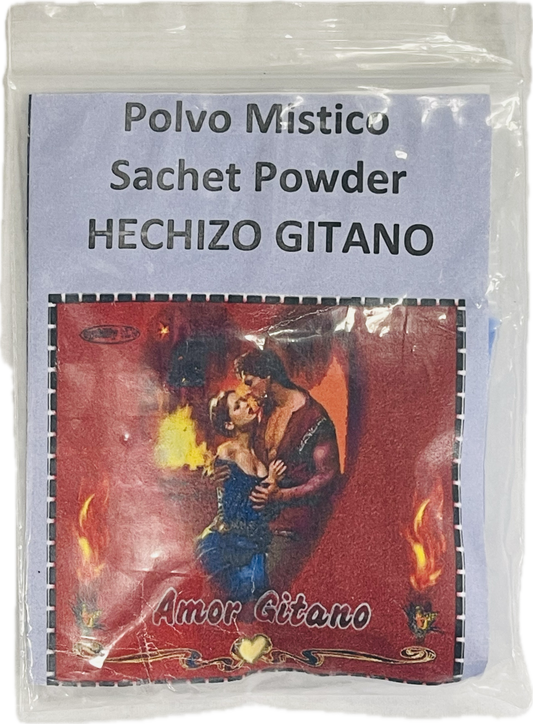 Polvo Mistico
Sachet Powder
HECHIZO GITANO
Amor Gitano